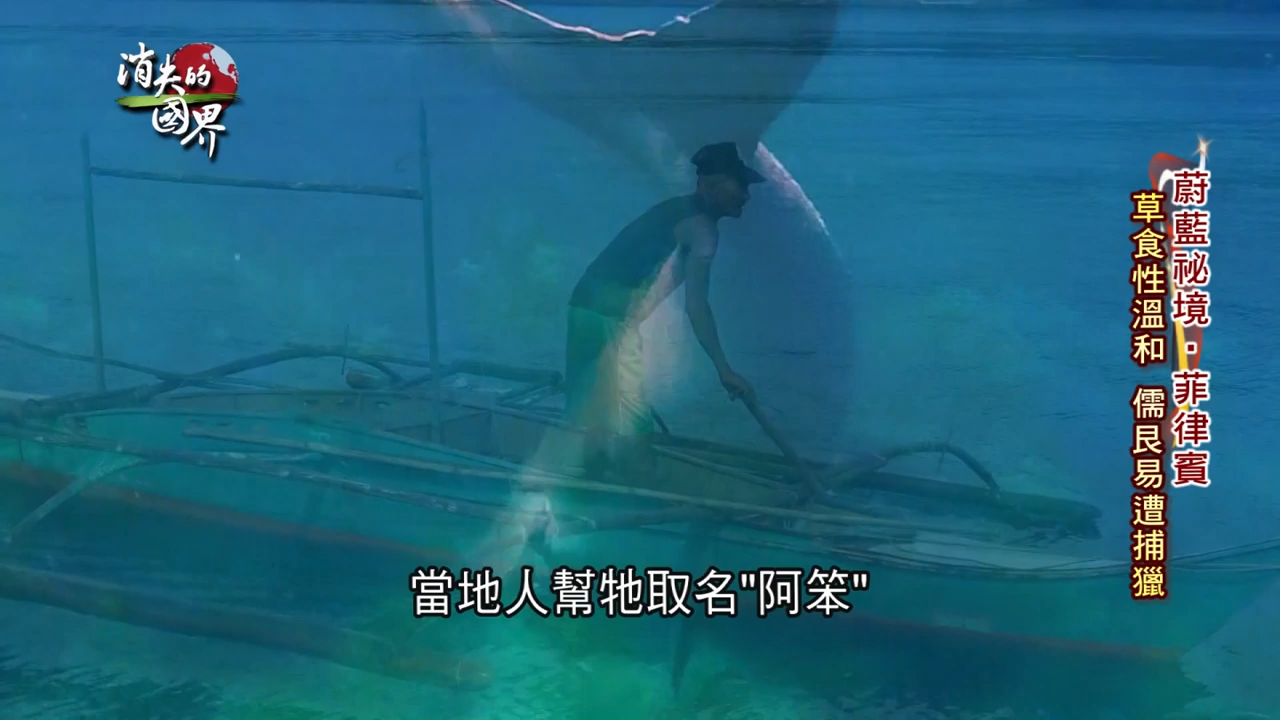 消失的
國界
蔚藍祕境·菲律賓
草食性溫和 儒艮易遭捕獵
當地人幫牠取名"阿笨"